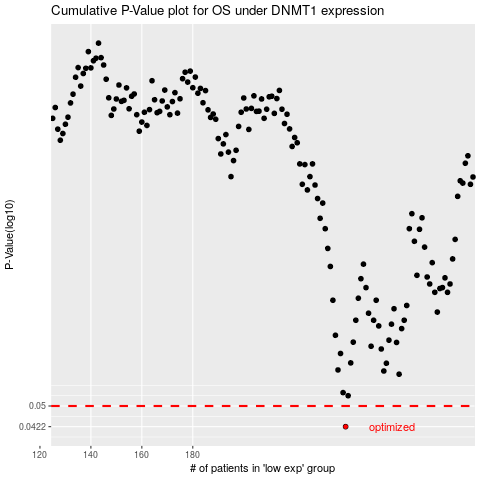 Cumulative P-Value plot for OS under DNMT1 expression
P-Value(log10)
0.05
0.0422
optimized
120 140 160 180
# of patients in 'low exp' group